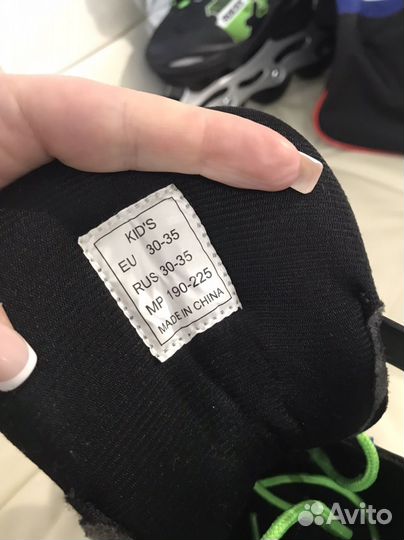 KID'S
EU 30-35
RUS 30-35
MP 190-225
MADE IN CHINA
Avito